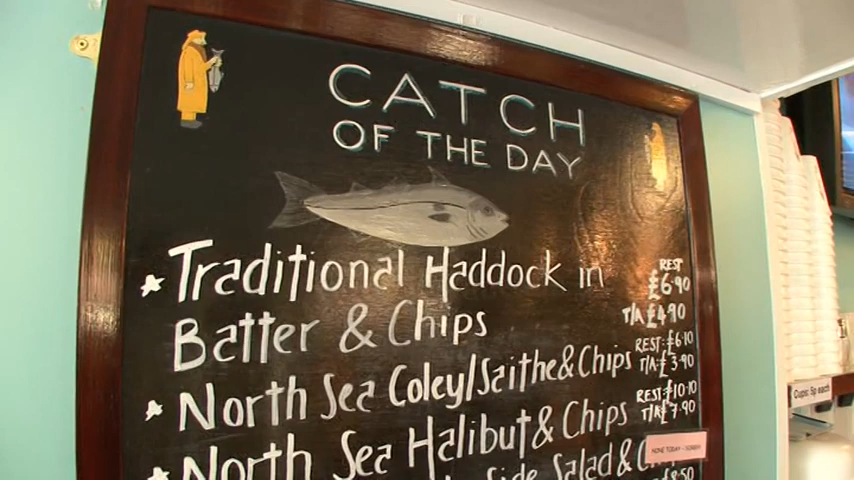 CATCH
OF THE DAY
REST
* Traditional Haddock in £6·90
Batter & Chips T/A £4·90
* North Sea Coley/Saithe & Chips REST: £6·10
T/A: £3·90
* North Sea Halibut & Chips REST: £10·10
T/A: £7·90
* North Sea Side Salad &
£8·50
NONE TODAY - SORRY
Cups: 5p each